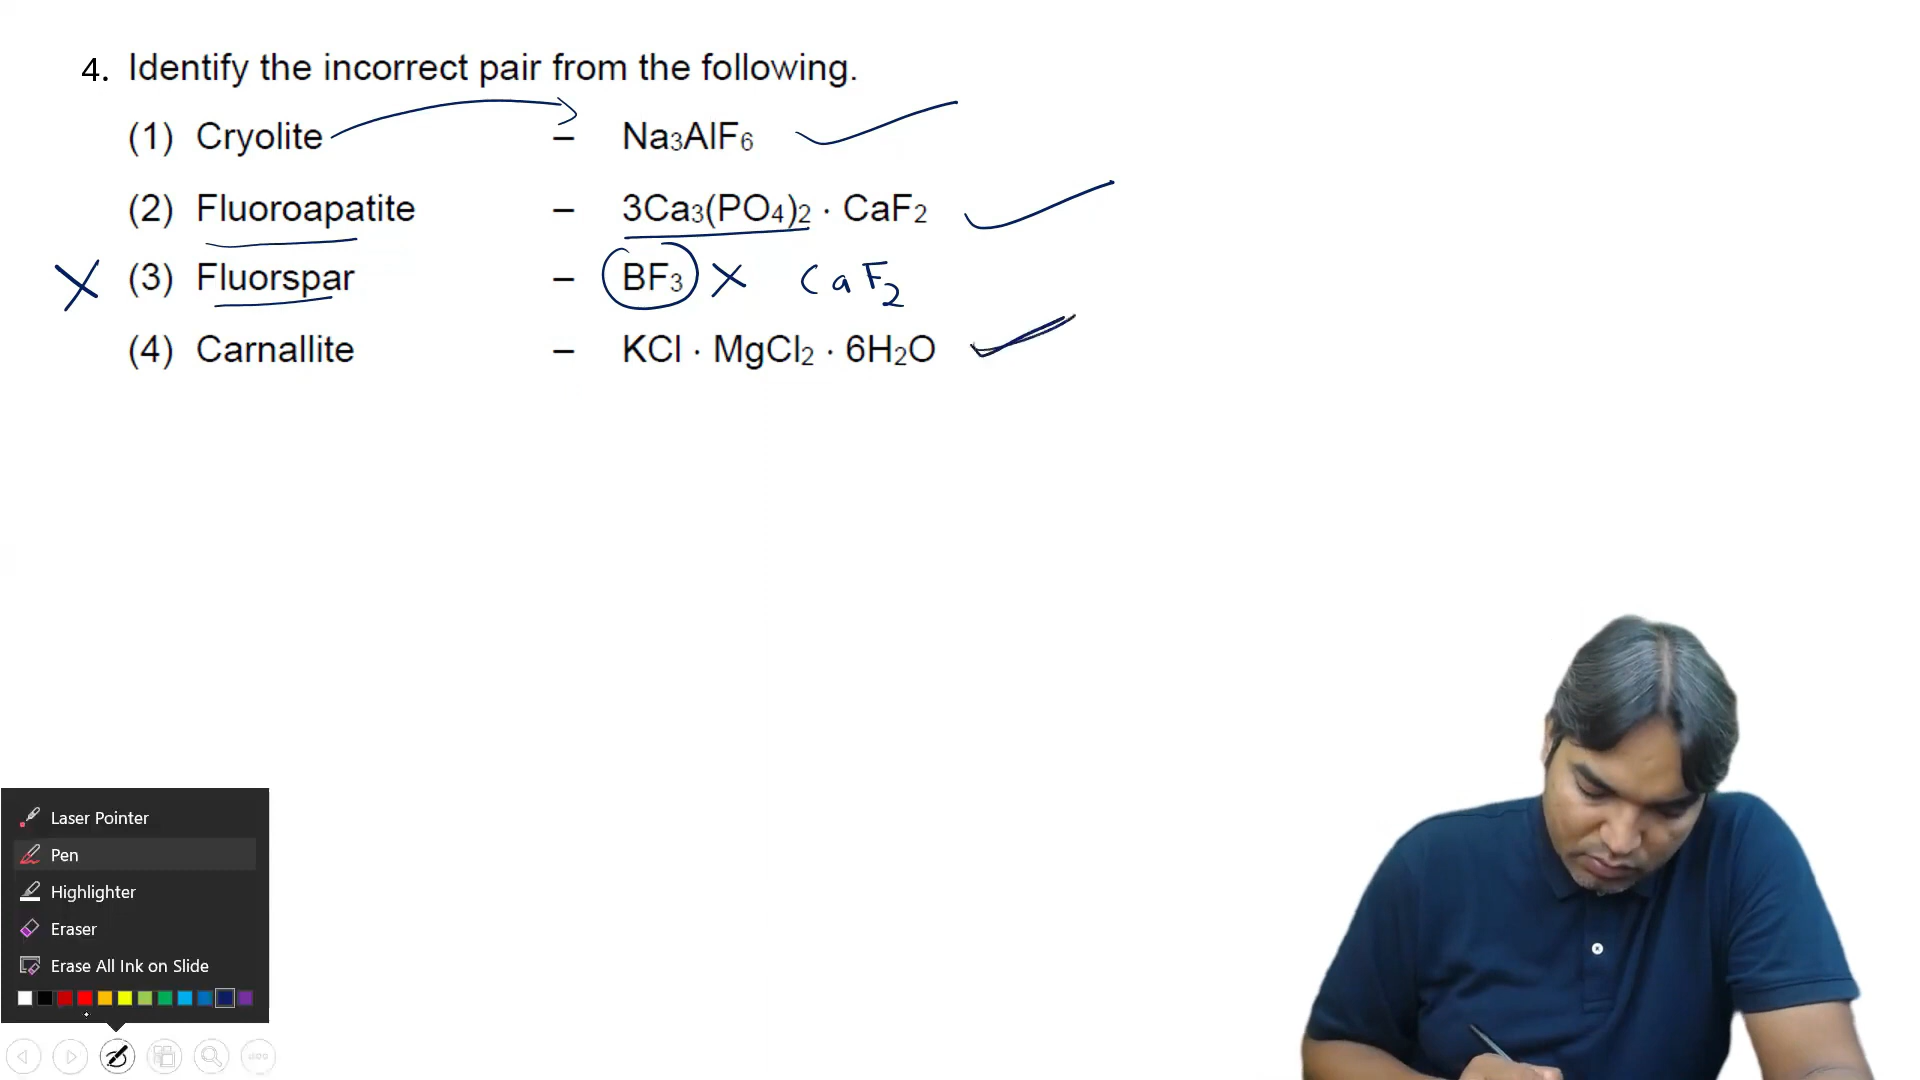 4. Identify the incorrect pair from the following.
(1) Cryolite – Na3AlF6
(2) Fluoroapatite – 3Ca3(PO4)2 · CaF2
X (3) Fluorspar – BF3 X CaF2
(4) Carnallite – KCl · MgCl2 · 6H2O
Laser Pointer
Pen
Highlighter
Eraser
Erase All Ink on Slide